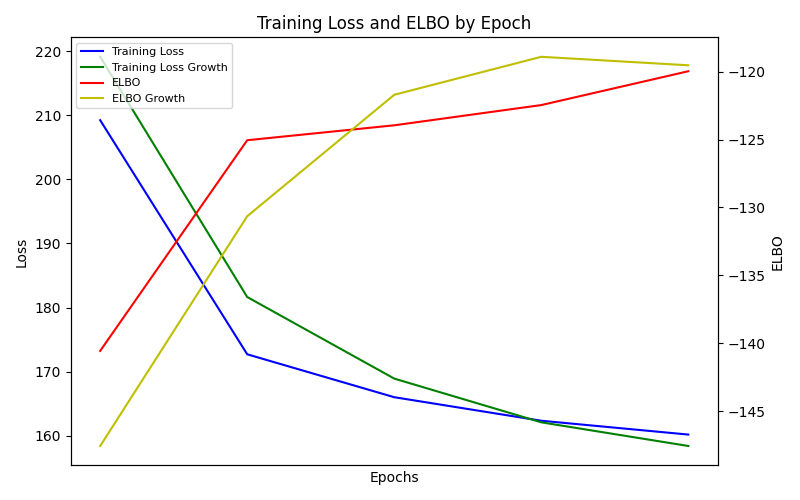 Training Loss and ELBO by Epoch
Training Loss
Training Loss Growth
ELBO
ELBO Growth
220
210
200
190
180
170
160
Loss
−120
−125
−130
−135
−140
−145
ELBO
Epochs